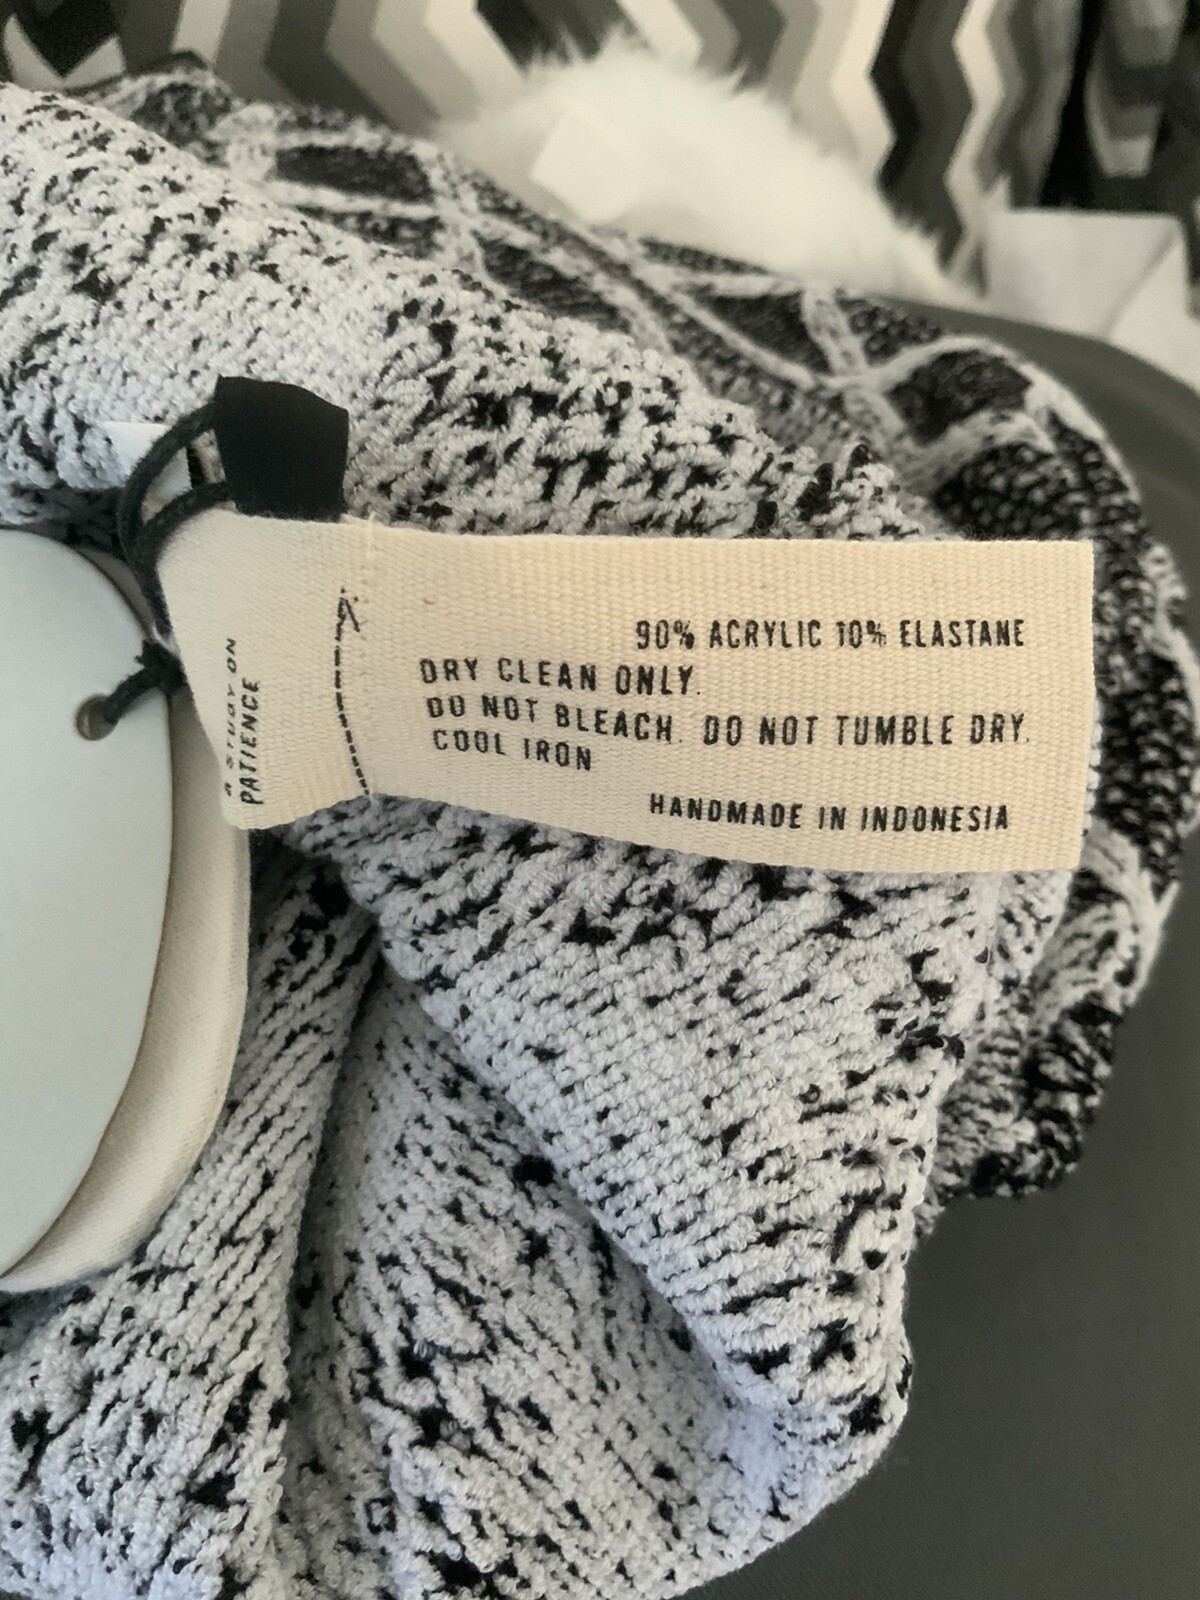 90% ACRYLIC 10% ELASTANE
DRY CLEAN ONLY.
DO NOT BLEACH. DO NOT TUMBLE DRY.
COOL IRON
HANDMADE IN INDONESIA
A STUDY ON
PATIENCE